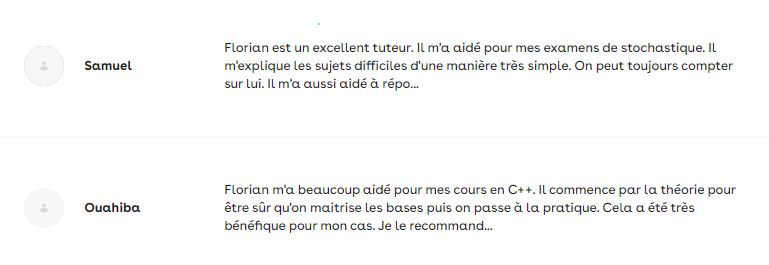 Samuel
Florian est un excellent tuteur. Il m'a aidé pour mes examens de stochastique. Il
m'explique les sujets difficiles d'une manière très simple. On peut toujours compter
sur lui. Il m'a aussi aidé à répo...
Ouahiba
Florian m'a beaucoup aidé pour mes cours en C++. Il commence par la théorie pour
être sûr qu'on maitrise les bases puis on passe à la pratique. Cela a été très
bénéfique pour mon cas. Je le recommand...